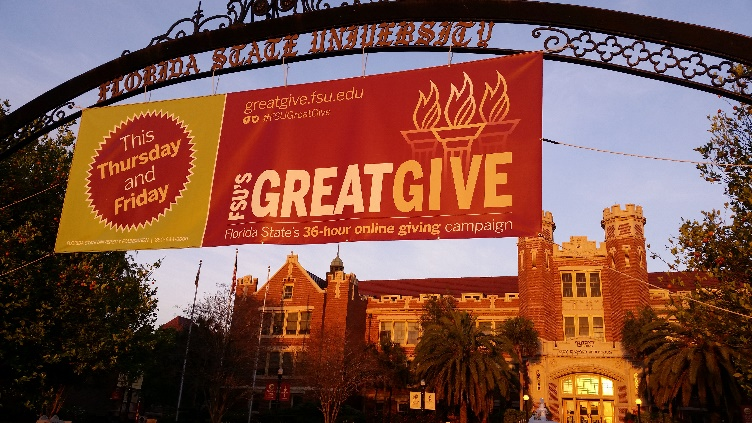 FLORIDA STATE UNIVERSITY
This
Thursday
and
Friday
greatgive.fsu.edu
@FSUGreatGive
FSU'S GREATGIVE
Florida State's 36-hour online giving campaign